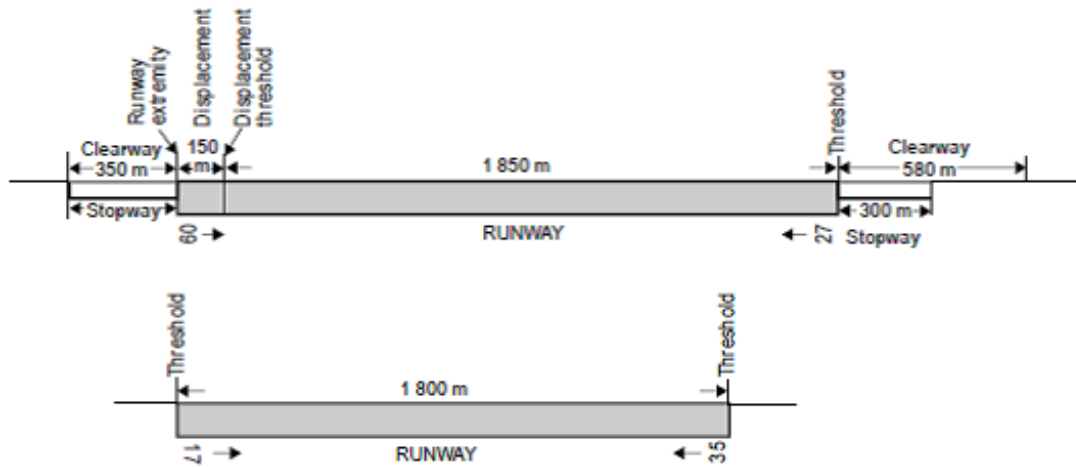 Runway
extremity
Displacement
Displacement
threshold
Threshold
Clearway
350 m
150
m
1 850 m
Clearway
580 m
Stopway
09
RUNWAY
27
300 m
Stopway
Threshold
Threshold
1 800 m
17
RUNWAY
35